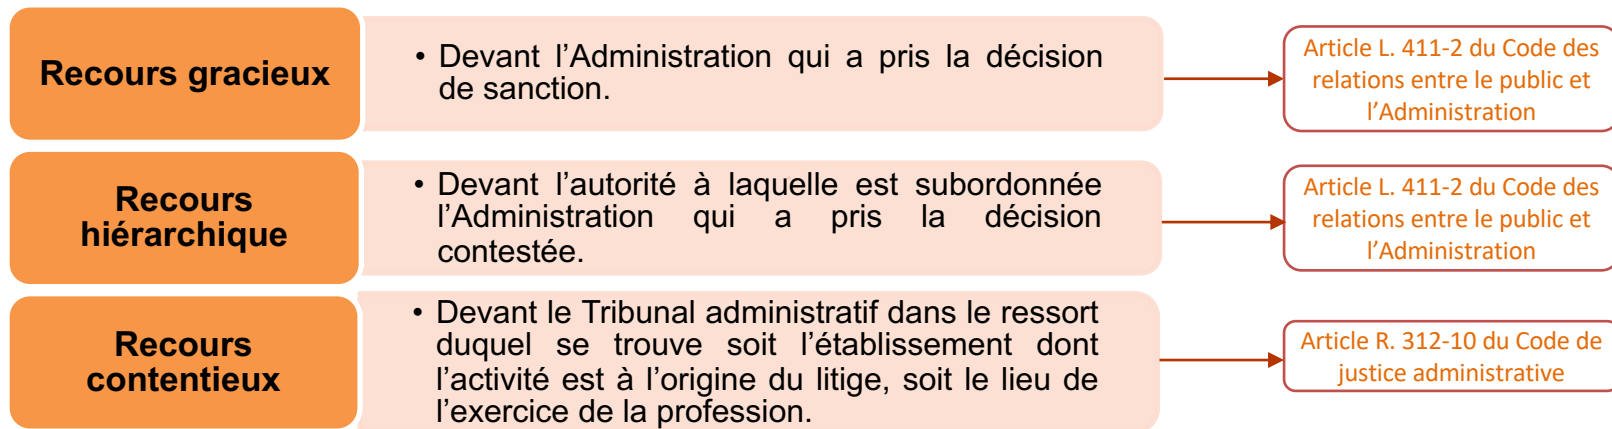 Recours gracieux
• Devant l’Administration qui a pris la décision
de sanction.
Article L. 411-2 du Code des
relations entre le public et
l’Administration
Recours
hiérarchique
• Devant l’autorité à laquelle est subordonnée
l’Administration qui a pris la décision
contestée.
Article L. 411-2 du Code des
relations entre le public et
l’Administration
Recours
contentieux
• Devant le Tribunal administratif dans le ressort
duquel se trouve soit l’établissement dont
l’activité est à l’origine du litige, soit le lieu de
l’exercice de la profession.
Article R. 312-10 du Code de
justice administrative